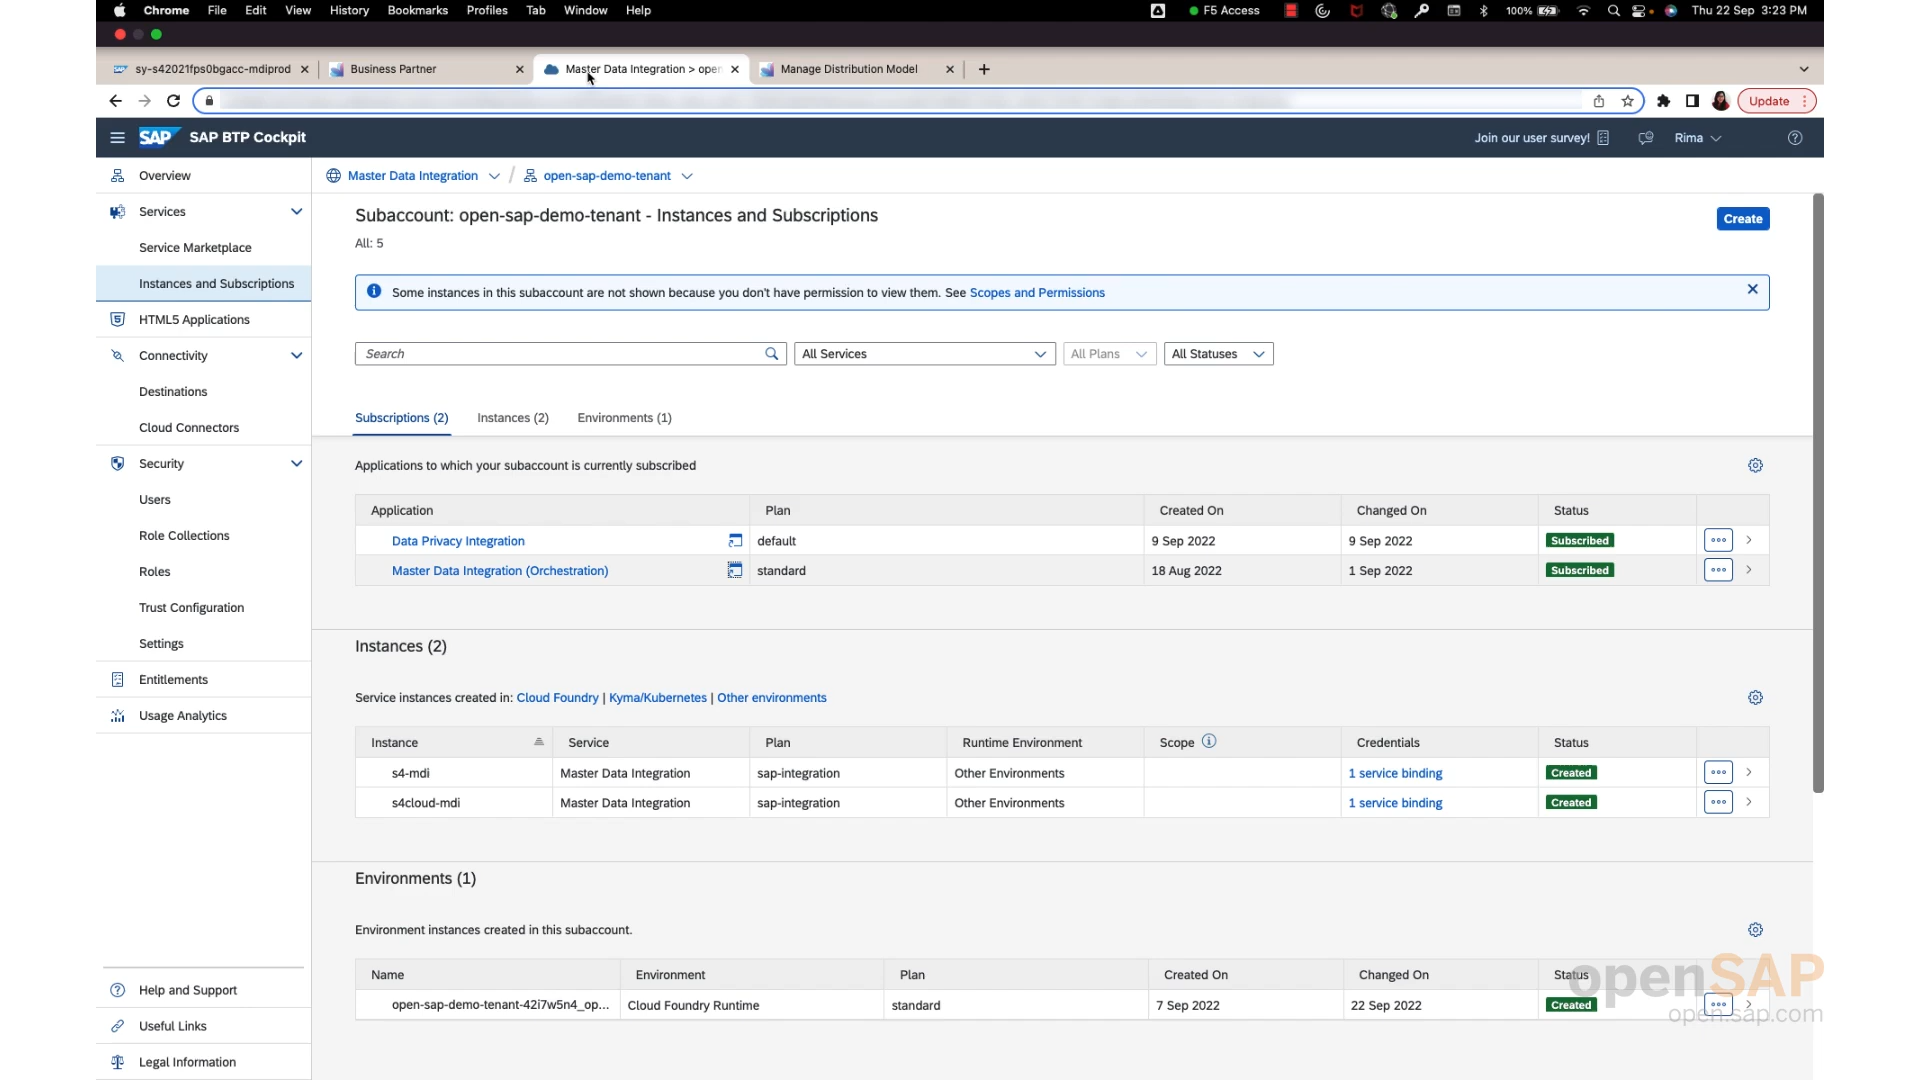 Chrome File Edit View History Bookmarks Profiles Tab Window Help F5 Access 100% Thu 22 Sep 3:23 PM
sy-s42021fps0bgacc-mdiprod Business Partner Master Data Integration > open Manage Distribution Model
Update
SAP SAP BTP Cockpit Join our user survey! Rima
Overview
Services
Service Marketplace
Instances and Subscriptions
HTML5 Applications
Connectivity
Destinations
Cloud Connectors
Security
Users
Role Collections
Roles
Trust Configuration
Settings
Entitlements
Usage Analytics
Help and Support
Useful Links
Legal Information
Master Data Integration / open-sap-demo-tenant
Subaccount: open-sap-demo-tenant - Instances and Subscriptions
Create
All: 5
Some instances in this subaccount are not shown because you don't have permission to view them. See Scopes and Permissions
Search All Services All Plans All Statuses
Subscriptions (2) Instances (2) Environments (1)
Applications to which your subaccount is currently subscribed
Application Plan Created On Changed On Status
Data Privacy Integration default 9 Sep 2022 9 Sep 2022 Subscribed
Master Data Integration (Orchestration) standard 18 Aug 2022 1 Sep 2022 Subscribed
Instances (2)
Service instances created in: Cloud Foundry | Kyma/Kubernetes | Other environments
Instance Service Plan Runtime Environment Scope Credentials Status
s4-mdi Master Data Integration sap-integration Other Environments 1 service binding Created
s4cloud-mdi Master Data Integration sap-integration Other Environments 1 service binding Created
Environments (1)
Environment instances created in this subaccount.
Name Environment Plan Created On Changed On Status
open-sap-demo-tenant-42i7w5n4_op... Cloud Foundry Runtime standard 7 Sep 2022 22 Sep 2022 Created
openSAP
open.sap.com